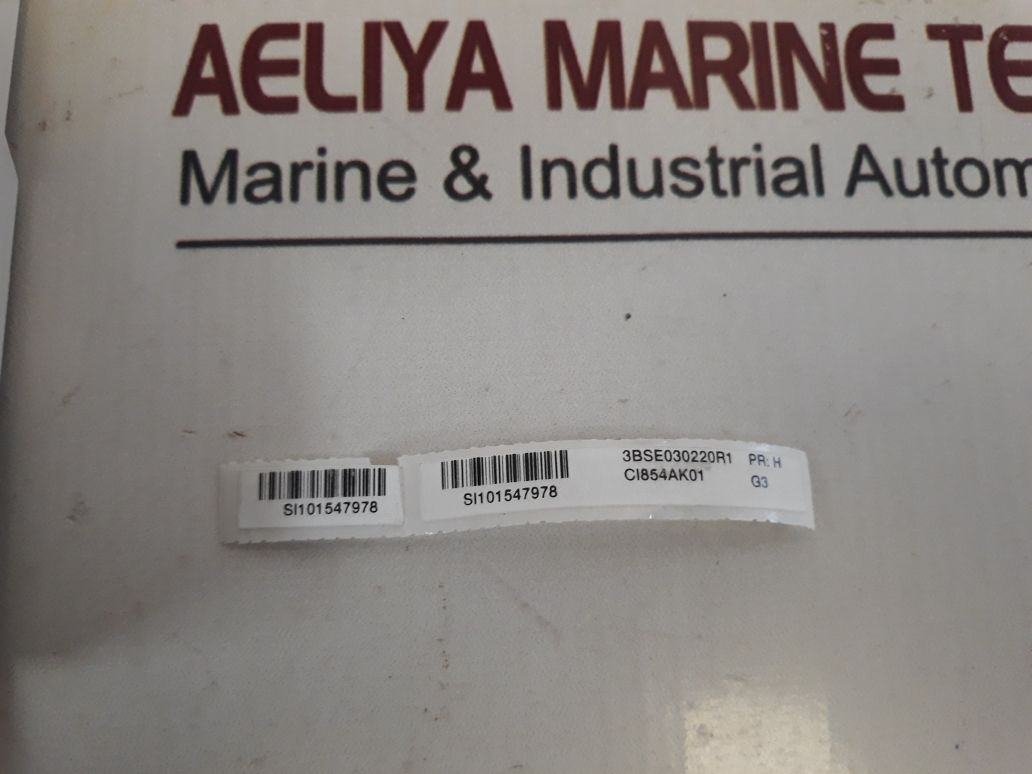 AELIYA MARINE TE
Marine & Industrial Autom
SI101547978
SI101547978
3BSE030220R1 PR: H
CI854AK01 G3